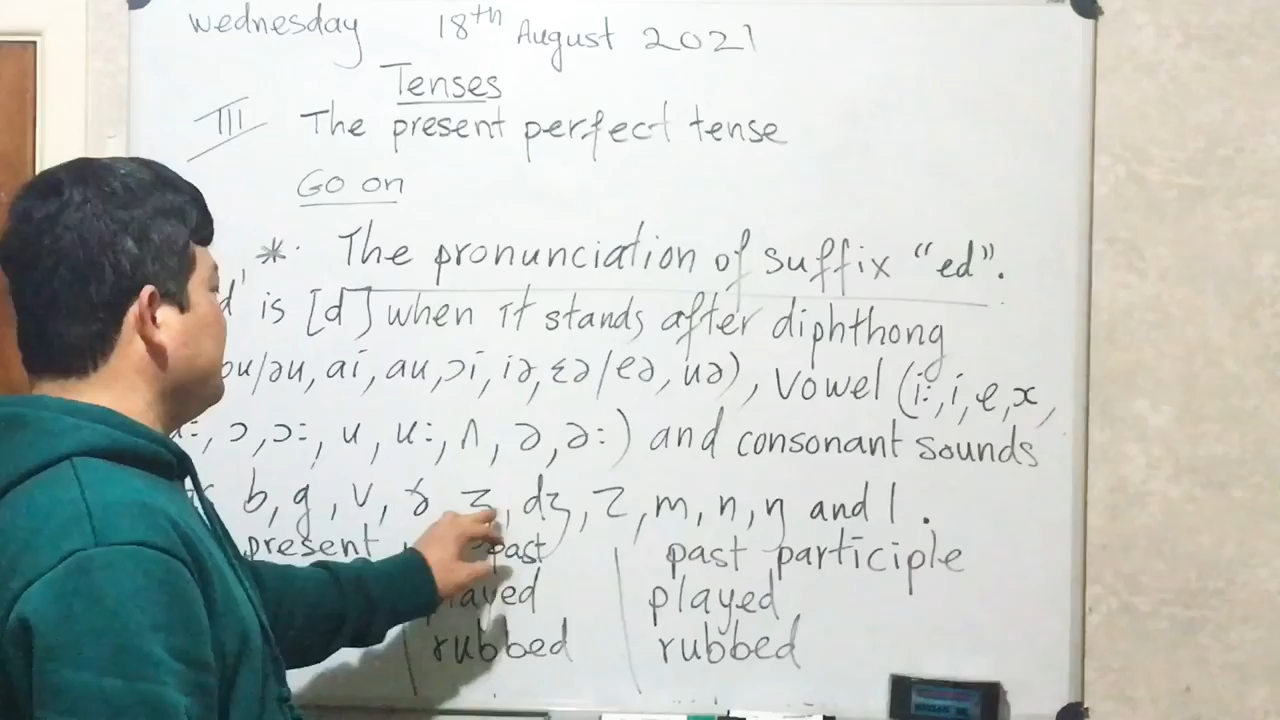 Wednesday 18th August 2021
Tenses
III The present perfect tense
Go on
*. The pronunciation of suffix "ed".
d' is [d] when it stands after diphthong
ou/əu, ai, au, ɔi, iə, ɛə/eə, uə), vowel (i:, i, e, x,
:, ɔ, ɔ:, u, u:, ʌ, ə, ə:) and consonant sounds
b, g, v, ʒ, dʒ, z, m, n, ŋ and l.
present past past participle
played played
rubbed rubbed